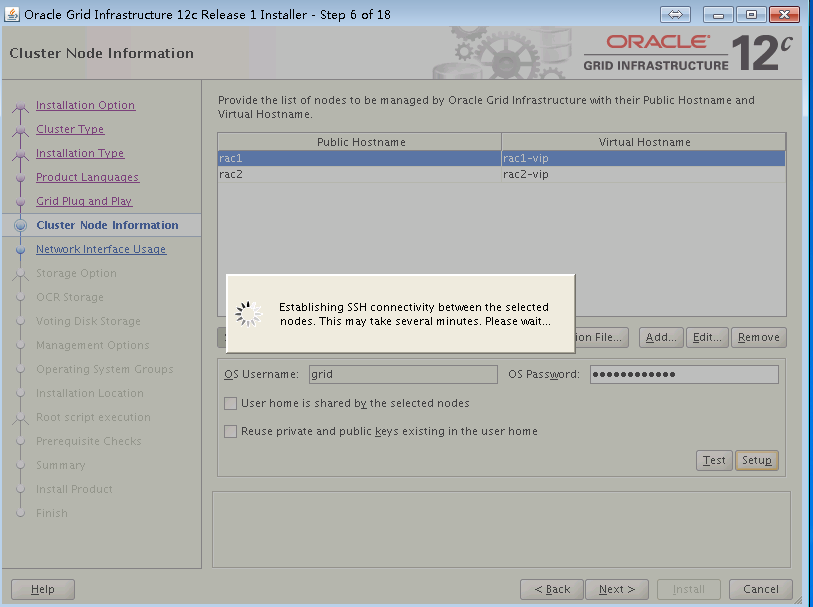 Oracle Grid Infrastructure 12c Release 1 Installer - Step 6 of 18
Cluster Node Information
ORACLE®
GRID INFRASTRUCTURE
12c
Installation Option
Cluster Type
Installation Type
Product Languages
Grid Plug and Play
Cluster Node Information
Network Interface Usage
Storage Option
OCR Storage
Voting Disk Storage
Management Options
Operating System Groups
Installation Location
Root script execution
Prerequisite Checks
Summary
Install Product
Finish
Provide the list of nodes to be managed by Oracle Grid Infrastructure with their Public Hostname and
Virtual Hostname.
Public Hostname Virtual Hostname
rac1 rac1-vip
rac2 rac2-vip
Establishing SSH connectivity between the selected
nodes. This may take several minutes. Please wait...
File... Add... Edit... Remove
OS Username: grid OS Password: ●●●●●●●●●●●●
User home is shared by the selected nodes
Reuse private and public keys existing in the user home
Test Setup
Help < Back Next > Install Cancel